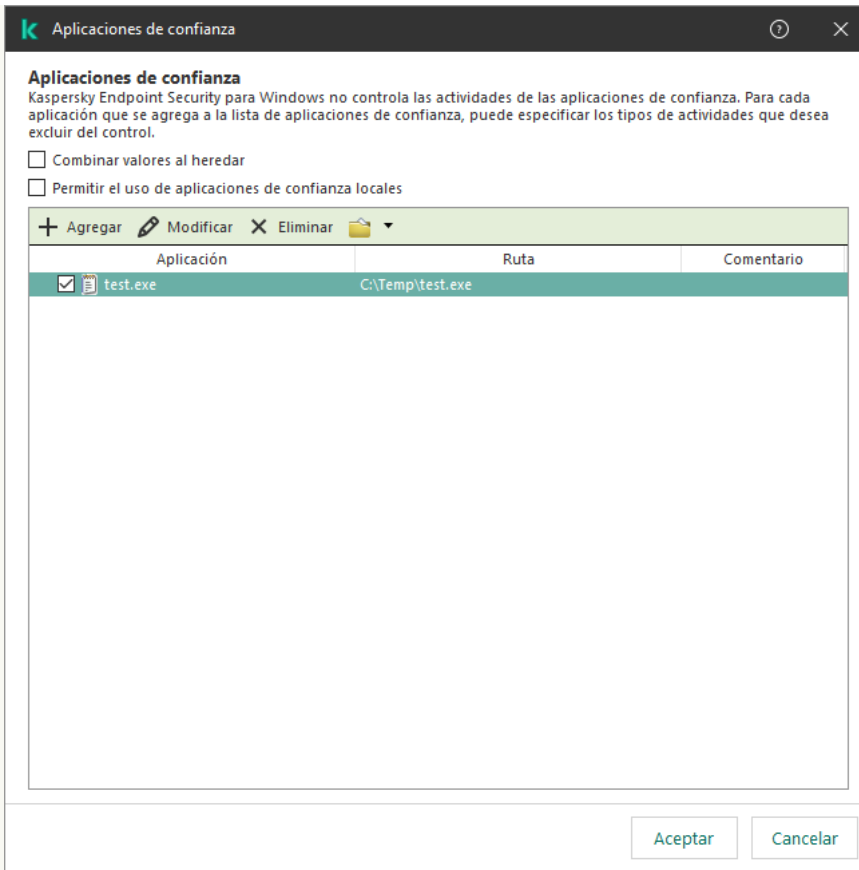 Aplicaciones de confianza
Aplicaciones de confianza
Kaspersky Endpoint Security para Windows no controla las actividades de las aplicaciones de confianza. Para cada
aplicación que se agrega a la lista de aplicaciones de confianza, puede especificar los tipos de actividades que desea
excluir del control.
Combinar valores al heredar
Permitir el uso de aplicaciones de confianza locales
Agregar Modificar Eliminar
Aplicación Ruta Comentario
test.exe C:\Temp\test.exe
Aceptar Cancelar